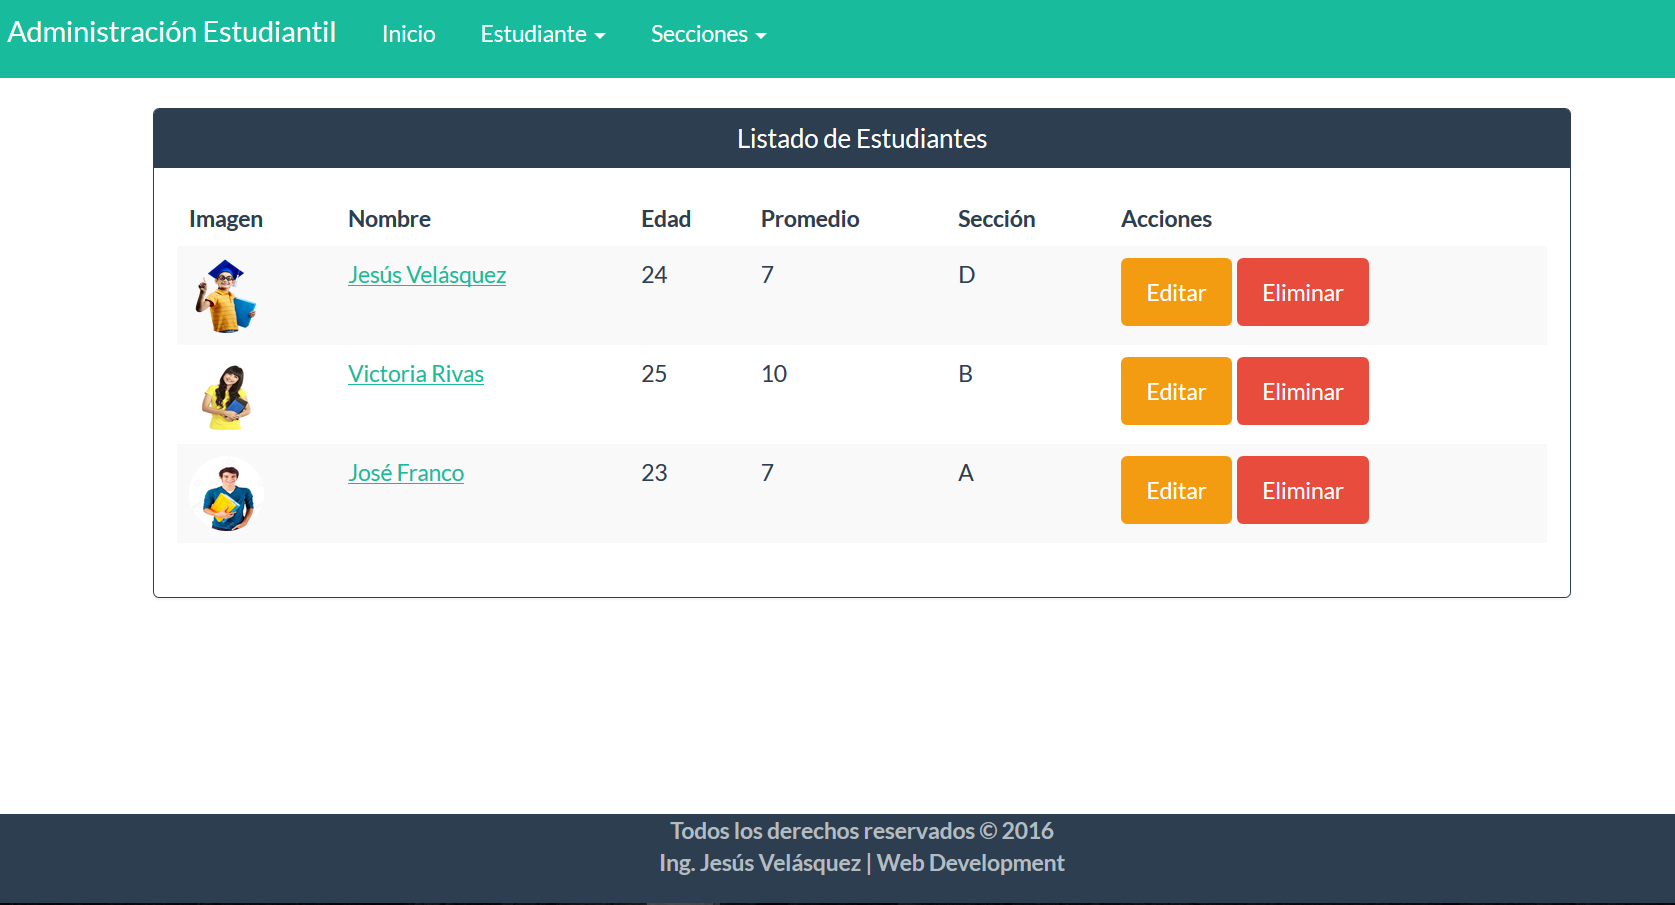 Administración Estudiantil Inicio Estudiante Secciones
Listado de Estudiantes
Imagen Nombre Edad Promedio Sección Acciones
Jesús Velásquez 24 7 D Editar Eliminar
Victoria Rivas 25 10 B Editar Eliminar
José Franco 23 7 A Editar Eliminar
Todos los derechos reservados © 2016
Ing. Jesús Velásquez | Web Development